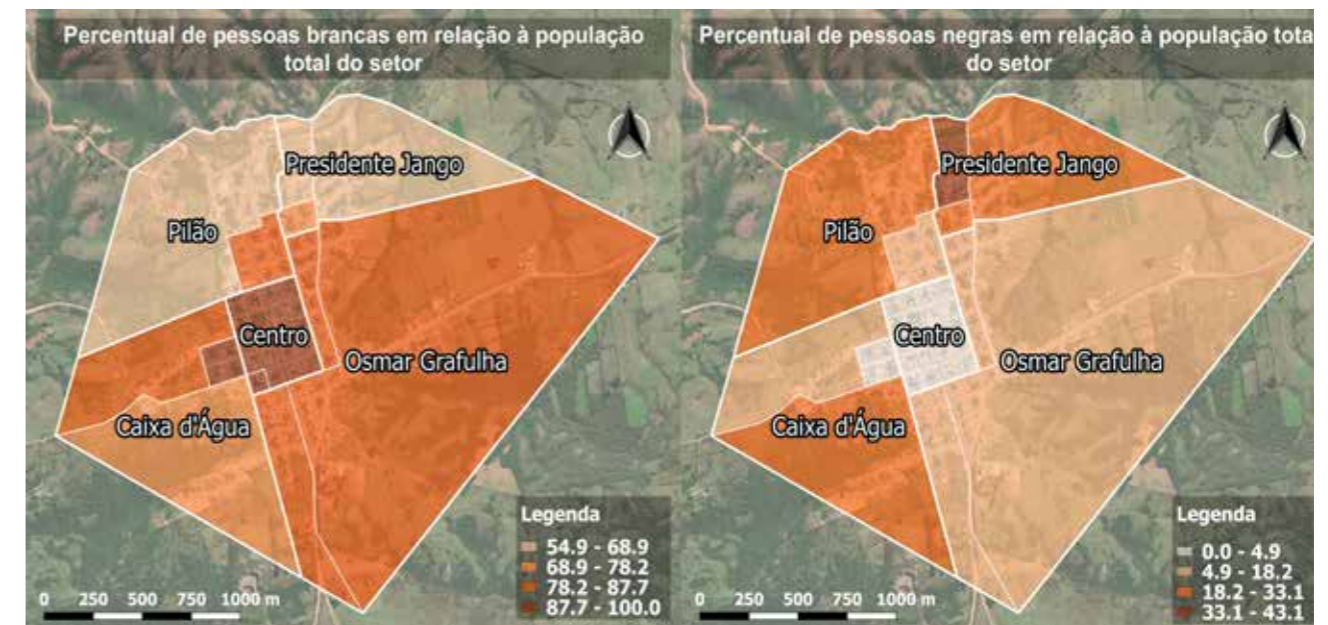 Percentual de pessoas brancas em relação à população
total do setor
Presidente Jango
Pilão
Centro
Osmar Grafulha
Caixa d'Água
Legenda
54.9 - 68.9
68.9 - 78.2
78.2 - 87.7
87.7 - 100.0
0 250 500 750 1000 m
Percentual de pessoas negras em relação à população tota
do setor
Presidente Jango
Pilão
Centro
Osmar Grafulha
Caixa d'Água
Legenda
0.0 - 4.9
4.9 - 18.2
18.2 - 33.1
33.1 - 43.1
0 250 500 750 1000 m